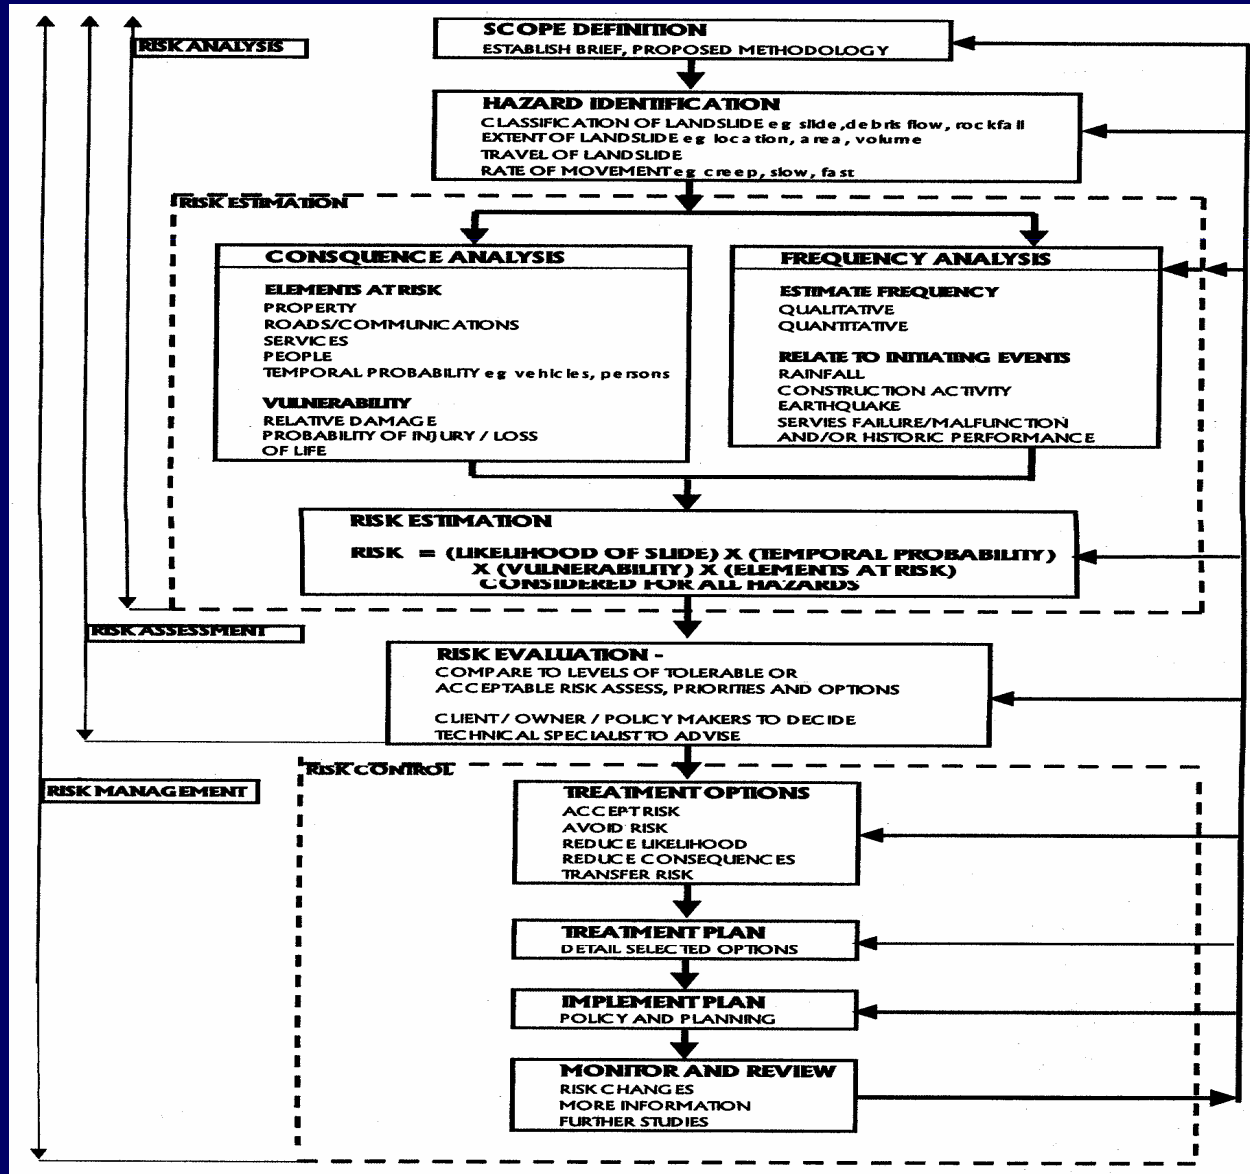 RISK ANALYSIS
SCOPE DEFINITION
ESTABLISH BRIEF, PROPOSED METHODOLOGY
HAZARD IDENTIFICATION
CLASSIFICATION OF LANDSLIDE eg slide,debris flow, rockfall
EXTENT OF LANDSLIDE eg location, area, volume
TRAVEL OF LANDSLIDE
RATE OF MOVEMENT eg creep, slow, fast
RISK ESTIMATION
CONSQUENCE ANALYSIS
ELEMENTS AT RISK
PROPERTY
ROADS/COMMUNICATIONS
SERVICES
PEOPLE
TEMPORAL PROBABILITY eg vehicles, persons
VULNERABILITY
RELATIVE DAMAGE
PROBABILITY OF INJURY / LOSS
OF LIFE
FREQUENCY ANALYSIS
ESTIMATE FREQUENCY
QUALITATIVE
QUANTITATIVE
RELATE TO INITIATING EVENTS
RAINFALL
CONSTRUCTION ACTIVITY
EARTHQUAKE
SERVIES FAILURE/MALFUNCTION
AND/OR HISTORIC PERFORMANCE
RISK ESTIMATION
RISK = (LIKELIHOOD OF SLIDE) X (TEMPORAL PROBABILITY)
X (VULNERABILITY) X (ELEMENTS AT RISK)
CONSIDERED FOR ALL HAZARDS
RISK ASSESSMENT
RISK EVALUATION -
COMPARE TO LEVELS OF TOLERABLE OR
ACCEPTABLE RISK ASSESS, PRIORITIES AND OPTIONS
CLIENT / OWNER / POLICY MAKERS TO DECIDE
TECHNICAL SPECIALIST TO ADVISE
RISK MANAGEMENT
RISK CONTROL
TREATMENT OPTIONS
ACCEPT RISK
AVOID RISK
REDUCE LIKELIHOOD
REDUCE CONSEQUENCES
TRANSFER RISK
TREATMENT PLAN
DETAIL SELECTED OPTIONS
IMPLEMENT PLAN
POLICY AND PLANNING
MONITOR AND REVIEW
RISK CHANGES
MORE INFORMATION
FURTHER STUDIES